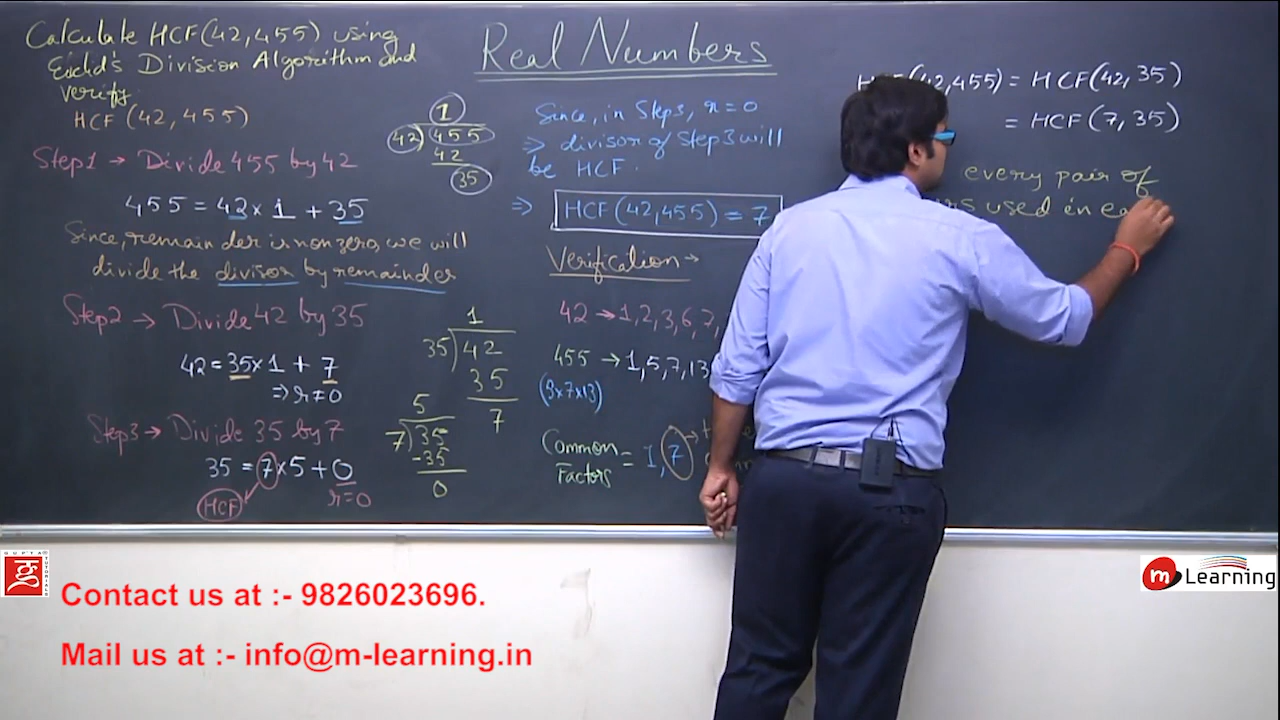 Calculate HCF(42,455) using
Euclid's Division Algorithm and
verify.
HCF(42,455)
Step1 → Divide 455 by 42
455 = 42 × 1 + 35
Since, remainder is nonzero, we will
divide the divisor by remainder
Step2 → Divide 42 by 35
42 = 35 × 1 + 7
⇒ r ≠ 0
Step3 → Divide 35 by 7
35 = 7 × 5 + 0
HCF
r = 0
1
42 455
42
35
1
35 42
35
7
5
7 35
-35
0
Real Numbers
Since, in Step3, r = 0
⇒ divisor of Step3 will
be HCF.
⇒ HCF(42,455) = 7
Verification →
42 → 1,2,3,6,7,
455 → 1,5,7,13
(9×7×13)
Common
Factors = 1, 7
42,455) = HCF(42,35)
= HCF(7,35)
every pair of
used in
GUPTA
TUTORIALS
Contact us at :- 9826023696.
Mail us at :- info@m-learning.in
m Learning